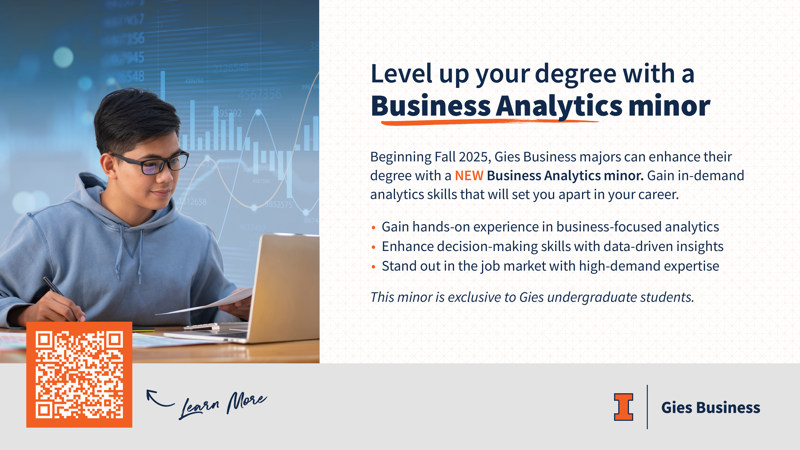 Level up your degree with a
Business Analytics minor
Beginning Fall 2025, Gies Business majors can enhance their
degree with a NEW Business Analytics minor. Gain in-demand
analytics skills that will set you apart in your career.
• Gain hands-on experience in business-focused analytics
• Enhance decision-making skills with data-driven insights
• Stand out in the job market with high-demand expertise
This minor is exclusive to Gies undergraduate students.
Learn More
I
Gies Business